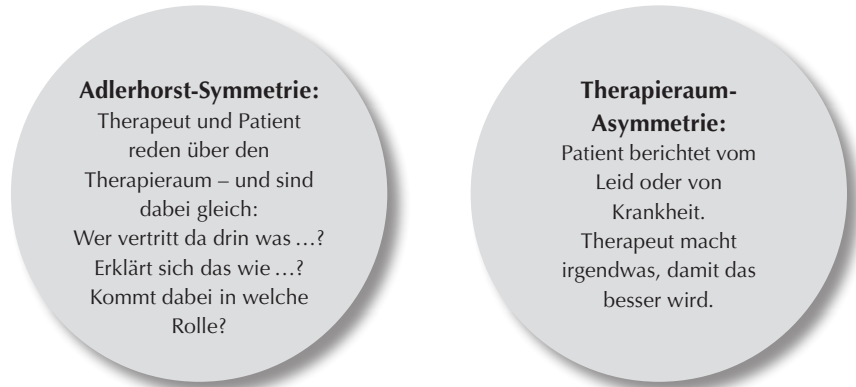 Adlerhorst-Symmetrie:
Therapeut und Patient
reden über den
Therapieraum – und sind
dabei gleich:
Wer vertritt da drin was …?
Erklärt sich das wie …?
Kommt dabei in welche
Rolle?
Therapieraum-
Asymmetrie:
Patient berichtet vom
Leid oder von
Krankheit.
Therapeut macht
irgendwas, damit das
besser wird.